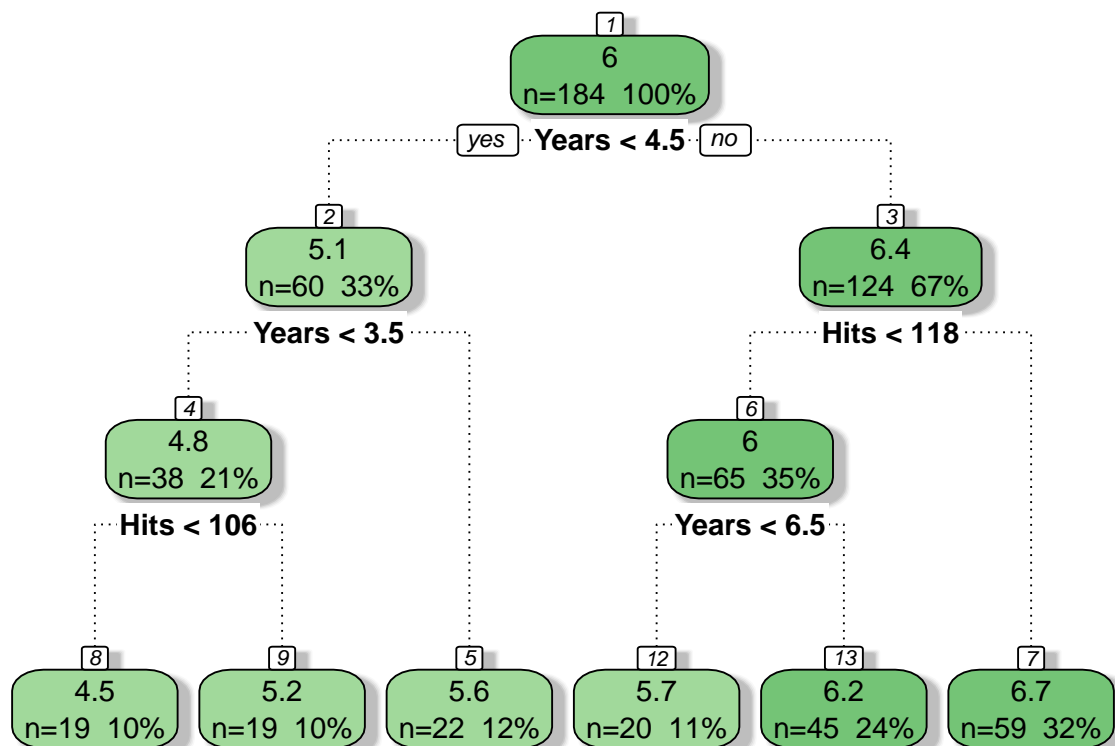 1
6
n=184 100%
yes Years < 4.5 no
2
5.1
n=60 33%
3
6.4
n=124 67%
Years < 3.5
Hits < 118
4
4.8
n=38 21%
6
6
n=65 35%
Hits < 106
Years < 6.5
8
4.5
n=19 10%
9
5.2
n=19 10%
5
5.6
n=22 12%
12
5.7
n=20 11%
13
6.2
n=45 24%
7
6.7
n=59 32%